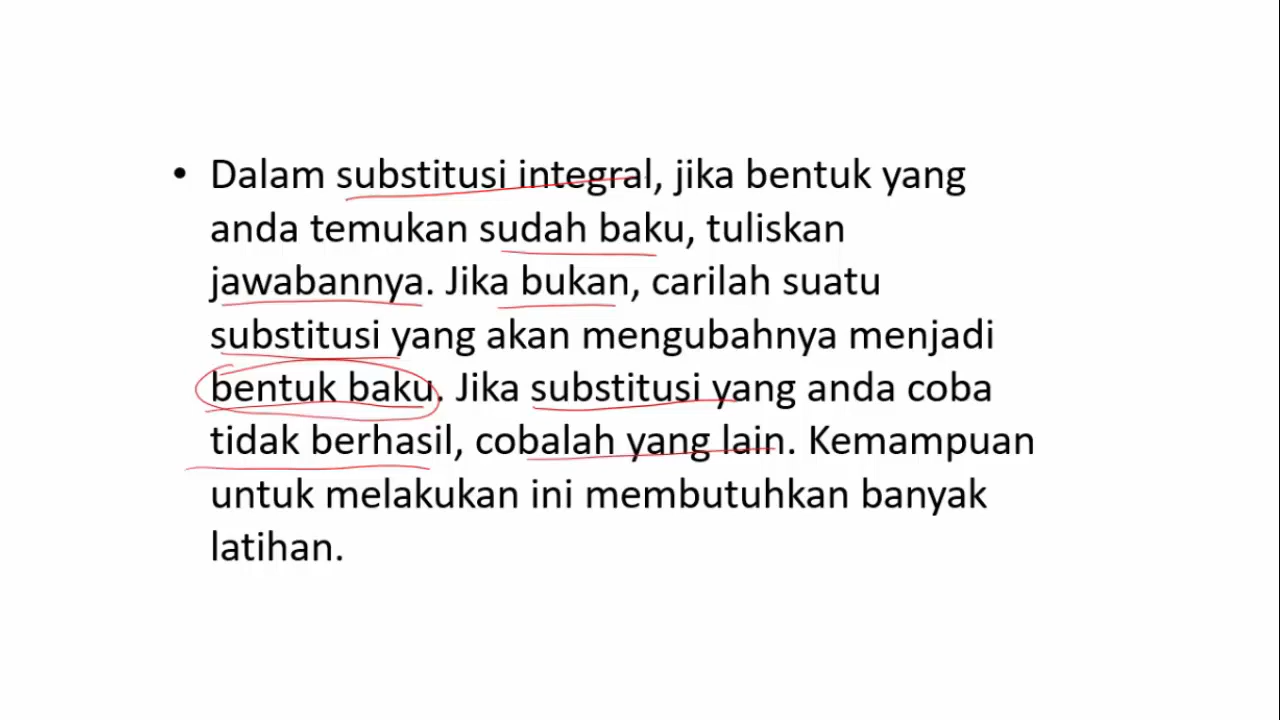 • Dalam substitusi integral, jika bentuk yang
anda temukan sudah baku, tuliskan
jawabannya. Jika bukan, carilah suatu
substitusi yang akan mengubahnya menjadi
bentuk baku. Jika substitusi yang anda coba
tidak berhasil, cobalah yang lain. Kemampuan
untuk melakukan ini membutuhkan banyak
latihan.